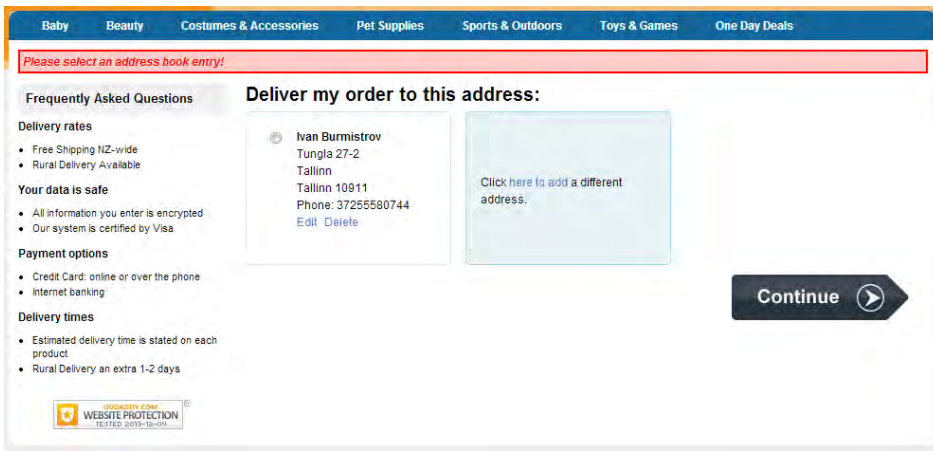 Baby Beauty Costumes & Accessories Pet Supplies Sports & Outdoors Toys & Games One Day Deals
Please select an address book entry!
Frequently Asked Questions
Delivery rates
• Free Shipping NZ-wide
• Rural Delivery Available
Your data is safe
• All information you enter is encrypted
• Our system is certified by Visa
Payment options
• Credit Card: online or over the phone
• Internet banking
Delivery times
• Estimated delivery time is stated on each
product
• Rural Delivery an extra 1-2 days
GODADDY.COM
WEBSITE PROTECTION
TESTED 2013-12-04
Deliver my order to this address:
Ivan Burmistrov
Tungla 27-2
Tallinn
Tallinn 10911
Phone: 37255580744
Edit Delete
Click here to add a different
address.
Continue